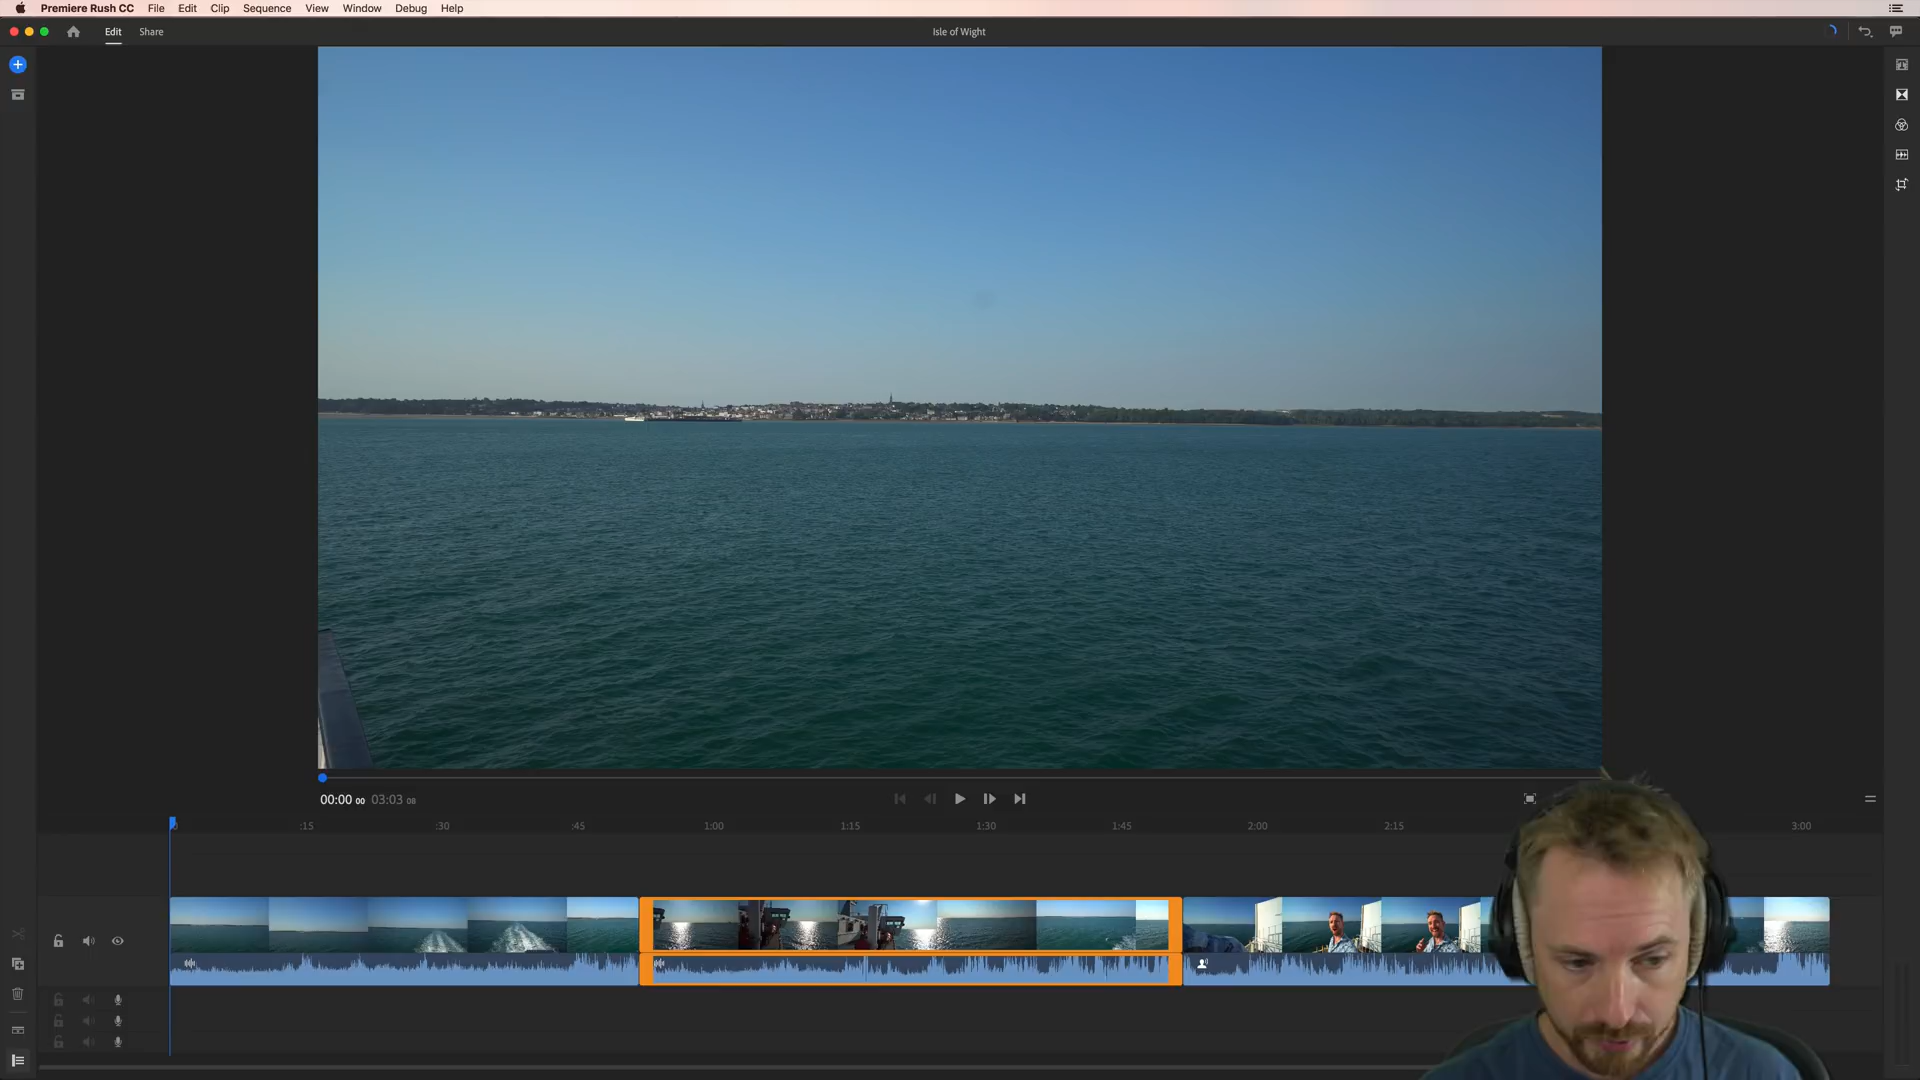 Premiere Rush CC File Edit Clip Sequence View Window Debug Help
Edit Share Isle of Wight
00:00 00 03:03 08
:15 :30 :45 1:00 1:15 1:30 1:45 2:00 2:15 3:00